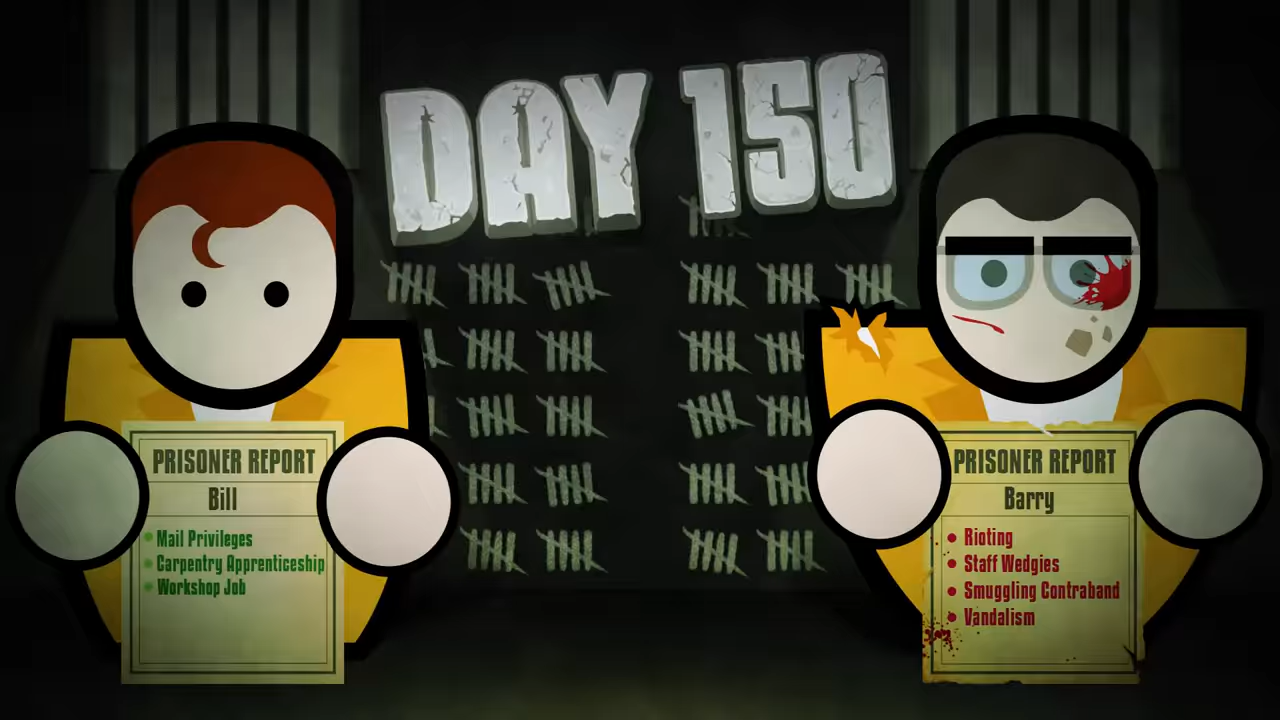 DAY 150
PRISONER REPORT
Bill
Mail Privileges
Carpentry Apprenticeship
Workshop Job
PRISONER REPORT
Barry
Rioting
Staff Wedgies
Smuggling Contraband
Vandalism